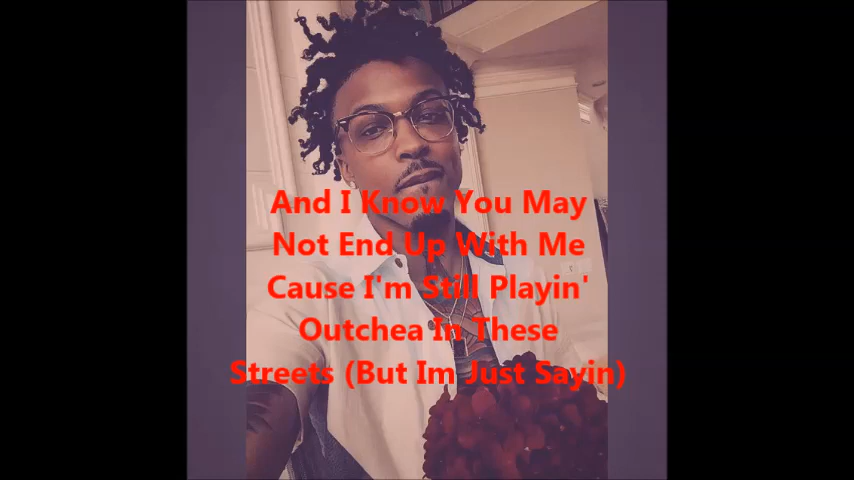 And I Know You May
Not End Up With Me
Cause I'm Still Playin'
Outchea In These
Streets (But Im Just Sayin)